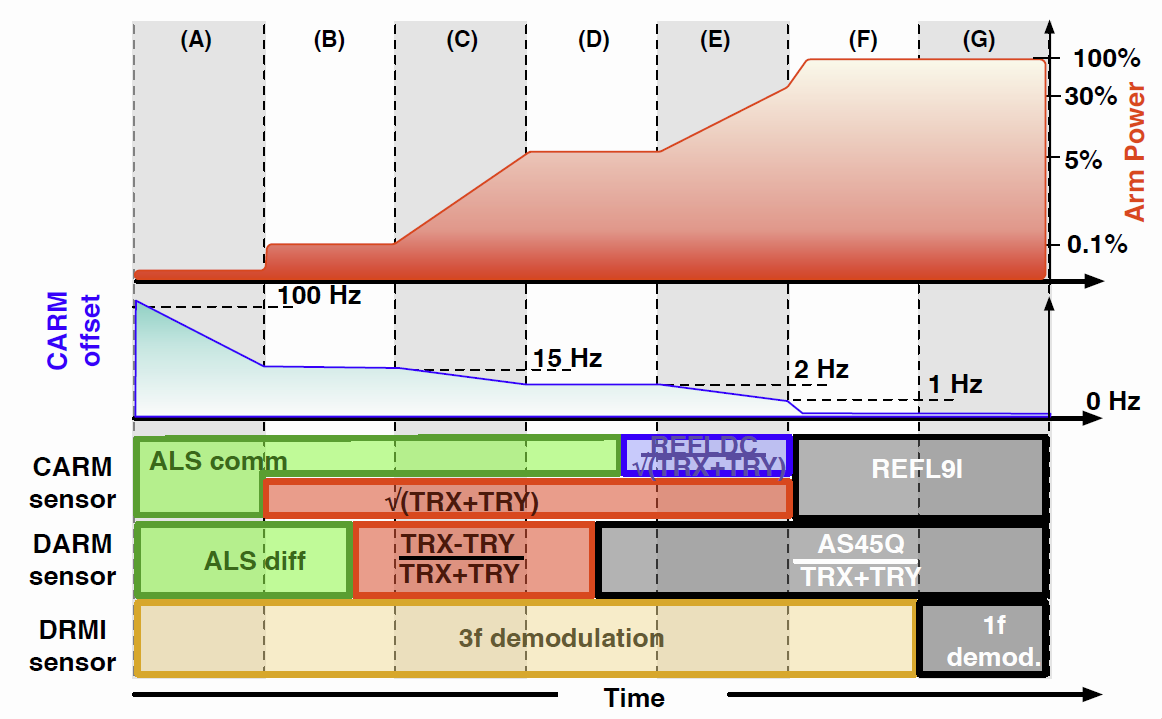 (A) (B) (C) (D) (E) (F) (G)
100%
30%
5%
0.1%
Arm Power
CARM
offset
100 Hz
15 Hz
2 Hz
1 Hz
0 Hz
CARM
sensor
ALS comm
REFLDC
√(TRX+TRY)
√(TRX+TRY)
REFL9I
DARM
sensor
ALS diff
TRX-TRY
TRX+TRY
AS45Q
TRX+TRY
DRMI
sensor
3f demodulation
1f
demod.
Time